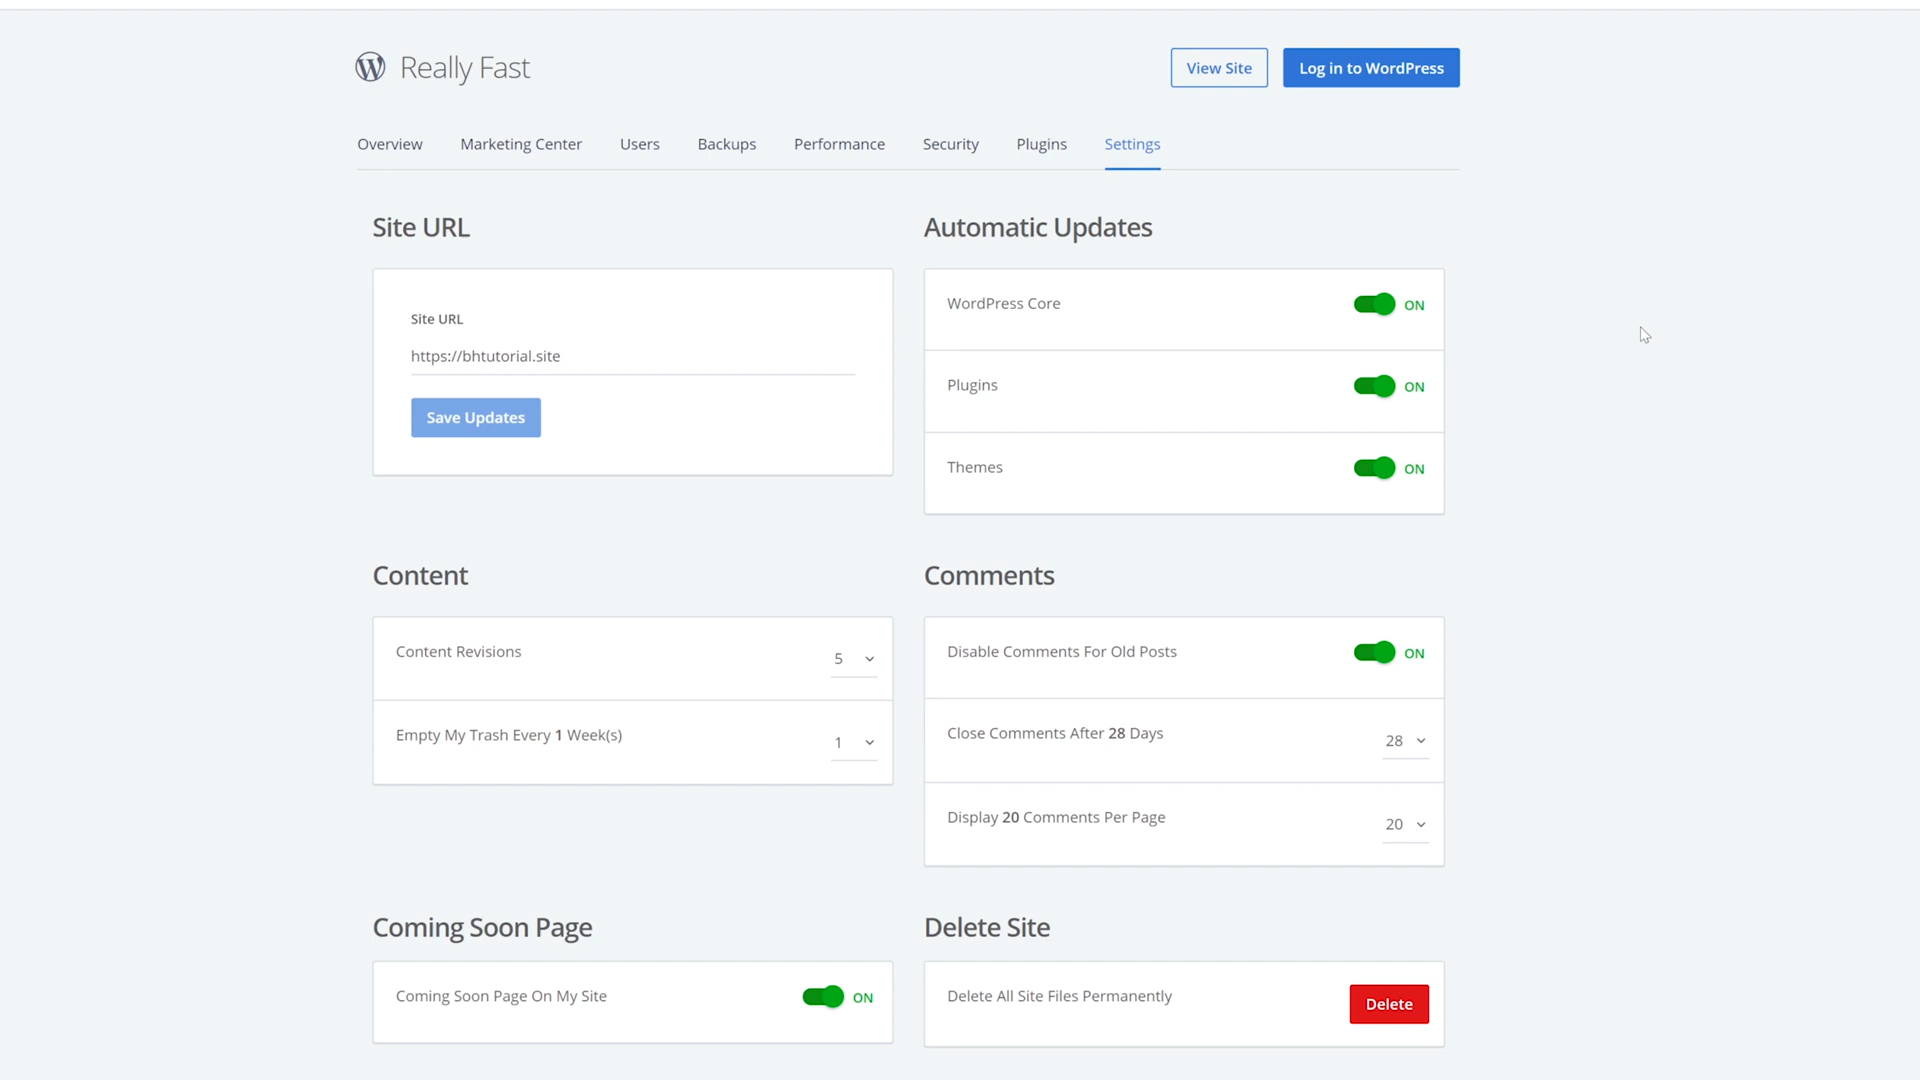 Really Fast
View Site
Log in to WordPress
Overview
Marketing Center
Users
Backups
Performance
Security
Plugins
Settings
Site URL
Site URL
https://bhtutorial.site
Save Updates
Automatic Updates
WordPress Core
ON
Plugins
ON
Themes
ON
Content
Content Revisions
5
Empty My Trash Every 1 Week(s)
1
Comments
Disable Comments For Old Posts
ON
Close Comments After 28 Days
28
Display 20 Comments Per Page
20
Coming Soon Page
Coming Soon Page On My Site
ON
Delete Site
Delete All Site Files Permanently
Delete